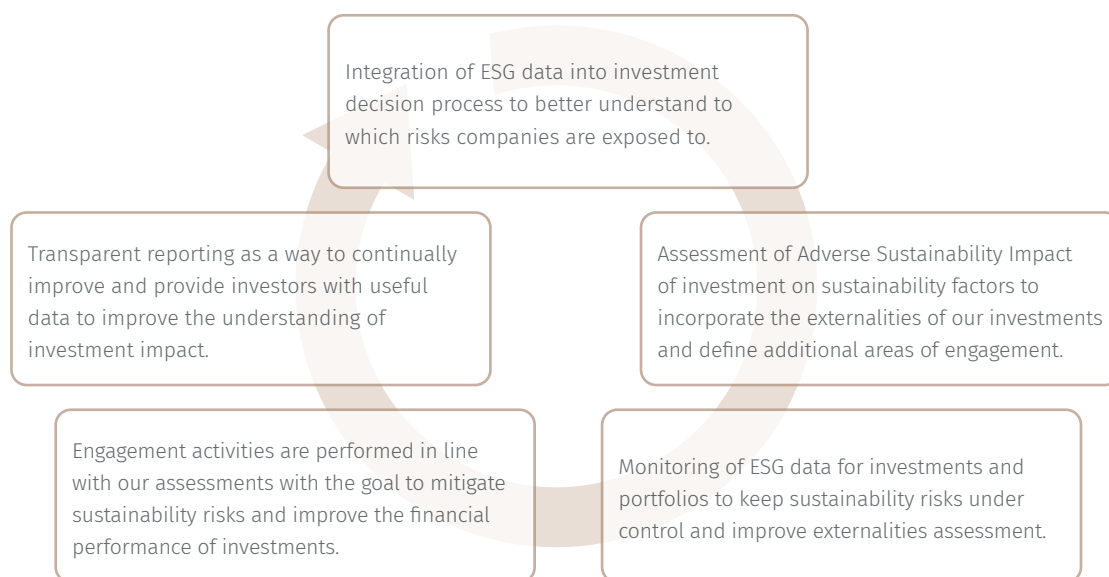 Integration of ESG data into investment
decision process to better understand to
which risks companies are exposed to.
Transparent reporting as a way to continually
improve and provide investors with useful
data to improve the understanding of
investment impact.
Assessment of Adverse Sustainability Impact
of investment on sustainability factors to
incorporate the externalities of our investments
and define additional areas of engagement.
Engagement activities are performed in line
with our assessments with the goal to mitigate
sustainability risks and improve the financial
performance of investments.
Monitoring of ESG data for investments and
portfolios to keep sustainability risks under
control and improve externalities assessment.